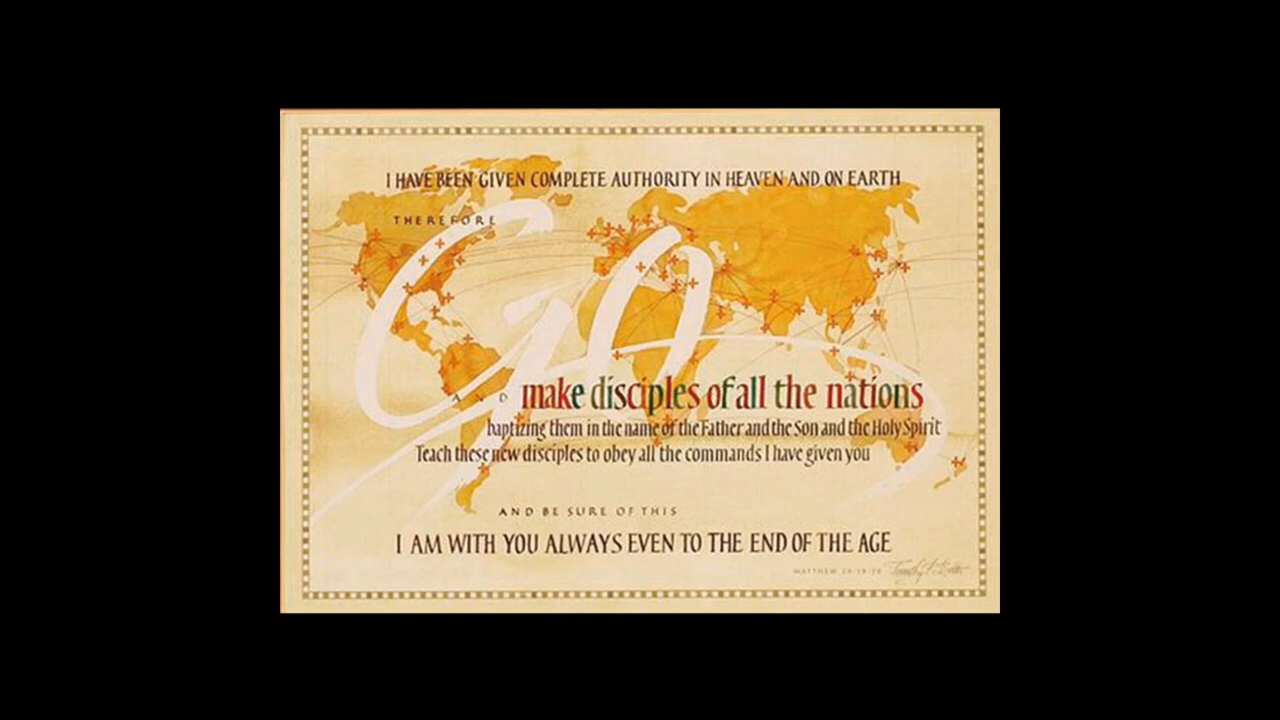 I HAVE BEEN GIVEN COMPLETE AUTHORITY IN HEAVEN AND ON EARTH
THEREFORE
GO
AND make disciples of all the nations
baptizing them in the name of the Father and the Son and the Holy Spirit
Teach these new disciples to obey all the commands I have given you
AND BE SURE OF THIS
I AM WITH YOU ALWAYS EVEN TO THE END OF THE AGE
MATTHEW 28:18-20